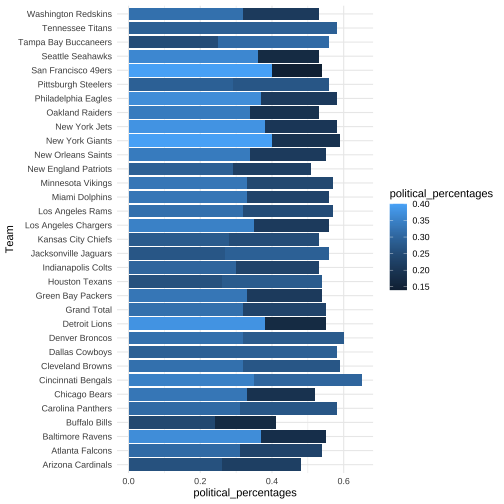 Washington Redskins
Tennessee Titans
Tampa Bay Buccaneers
Seattle Seahawks
San Francisco 49ers
Pittsburgh Steelers
Philadelphia Eagles
Oakland Raiders
New York Jets
New York Giants
New Orleans Saints
New England Patriots
Minnesota Vikings
Miami Dolphins
Los Angeles Rams
Los Angeles Chargers
Kansas City Chiefs
Jacksonville Jaguars
Indianapolis Colts
Houston Texans
Green Bay Packers
Grand Total
Detroit Lions
Denver Broncos
Dallas Cowboys
Cleveland Browns
Cincinnati Bengals
Chicago Bears
Carolina Panthers
Buffalo Bills
Baltimore Ravens
Atlanta Falcons
Arizona Cardinals
Team
0.0 0.2 0.4 0.6
political_percentages
political_percentages
0.40
0.35
0.30
0.25
0.20
0.15